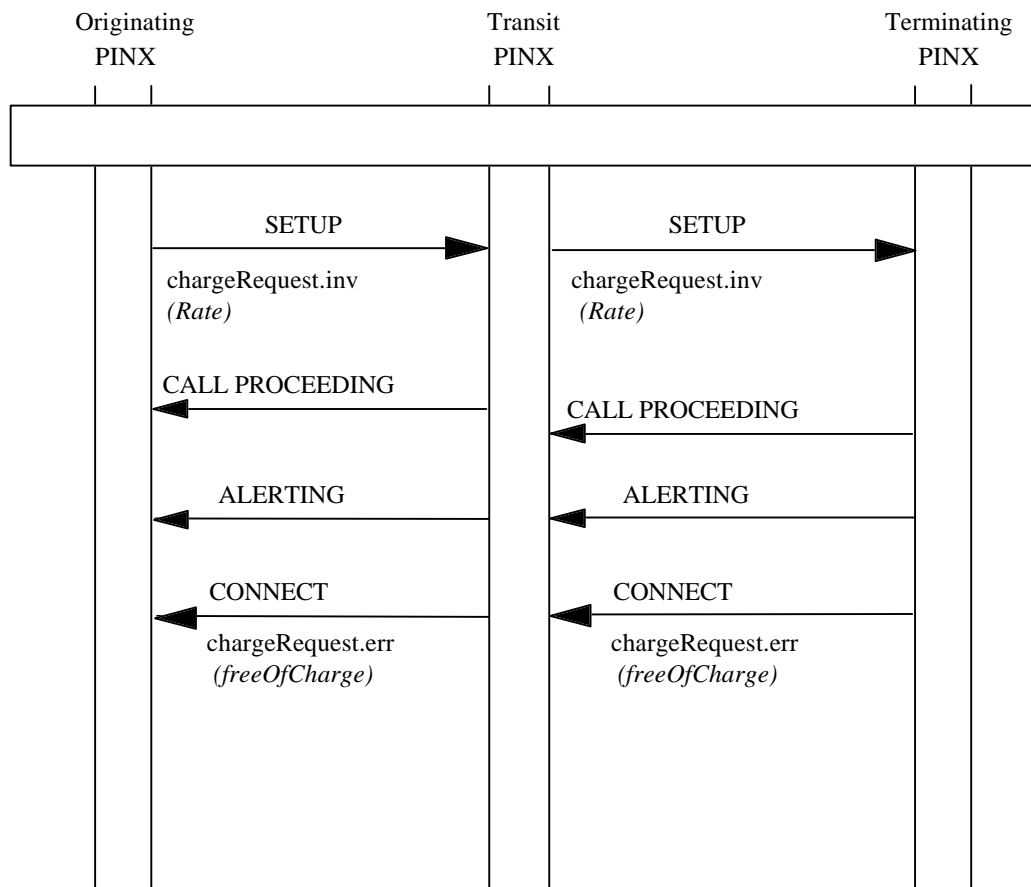 Originating
PINX
Transit
PINX
Terminating
PINX
SETUP
SETUP
chargeRequest.inv
(Rate)
chargeRequest.inv
(Rate)
CALL PROCEEDING
CALL PROCEEDING
ALERTING
ALERTING
CONNECT
CONNECT
chargeRequest.err
(freeOfCharge)
chargeRequest.err
(freeOfCharge)